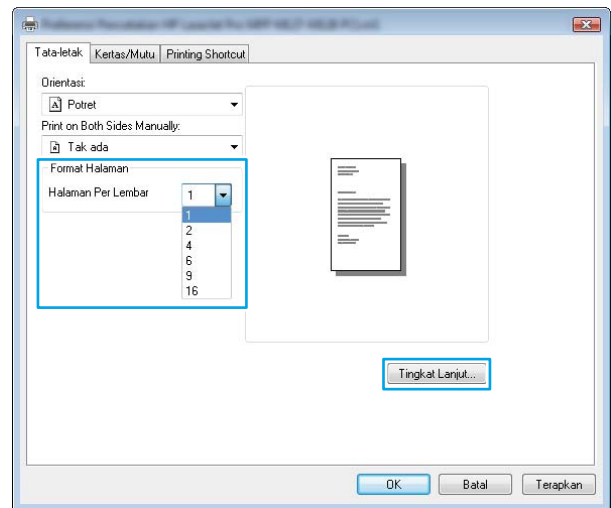 Tata-letak Kertas/Mutu Printing Shortcut
Orientasi:
Potret
Print on Both Sides Manually:
Tak ada
Format Halaman
Halaman Per Lembar 1
1
2
4
6
9
16
Tingkat Lanjut...
OK Batal Terapkan